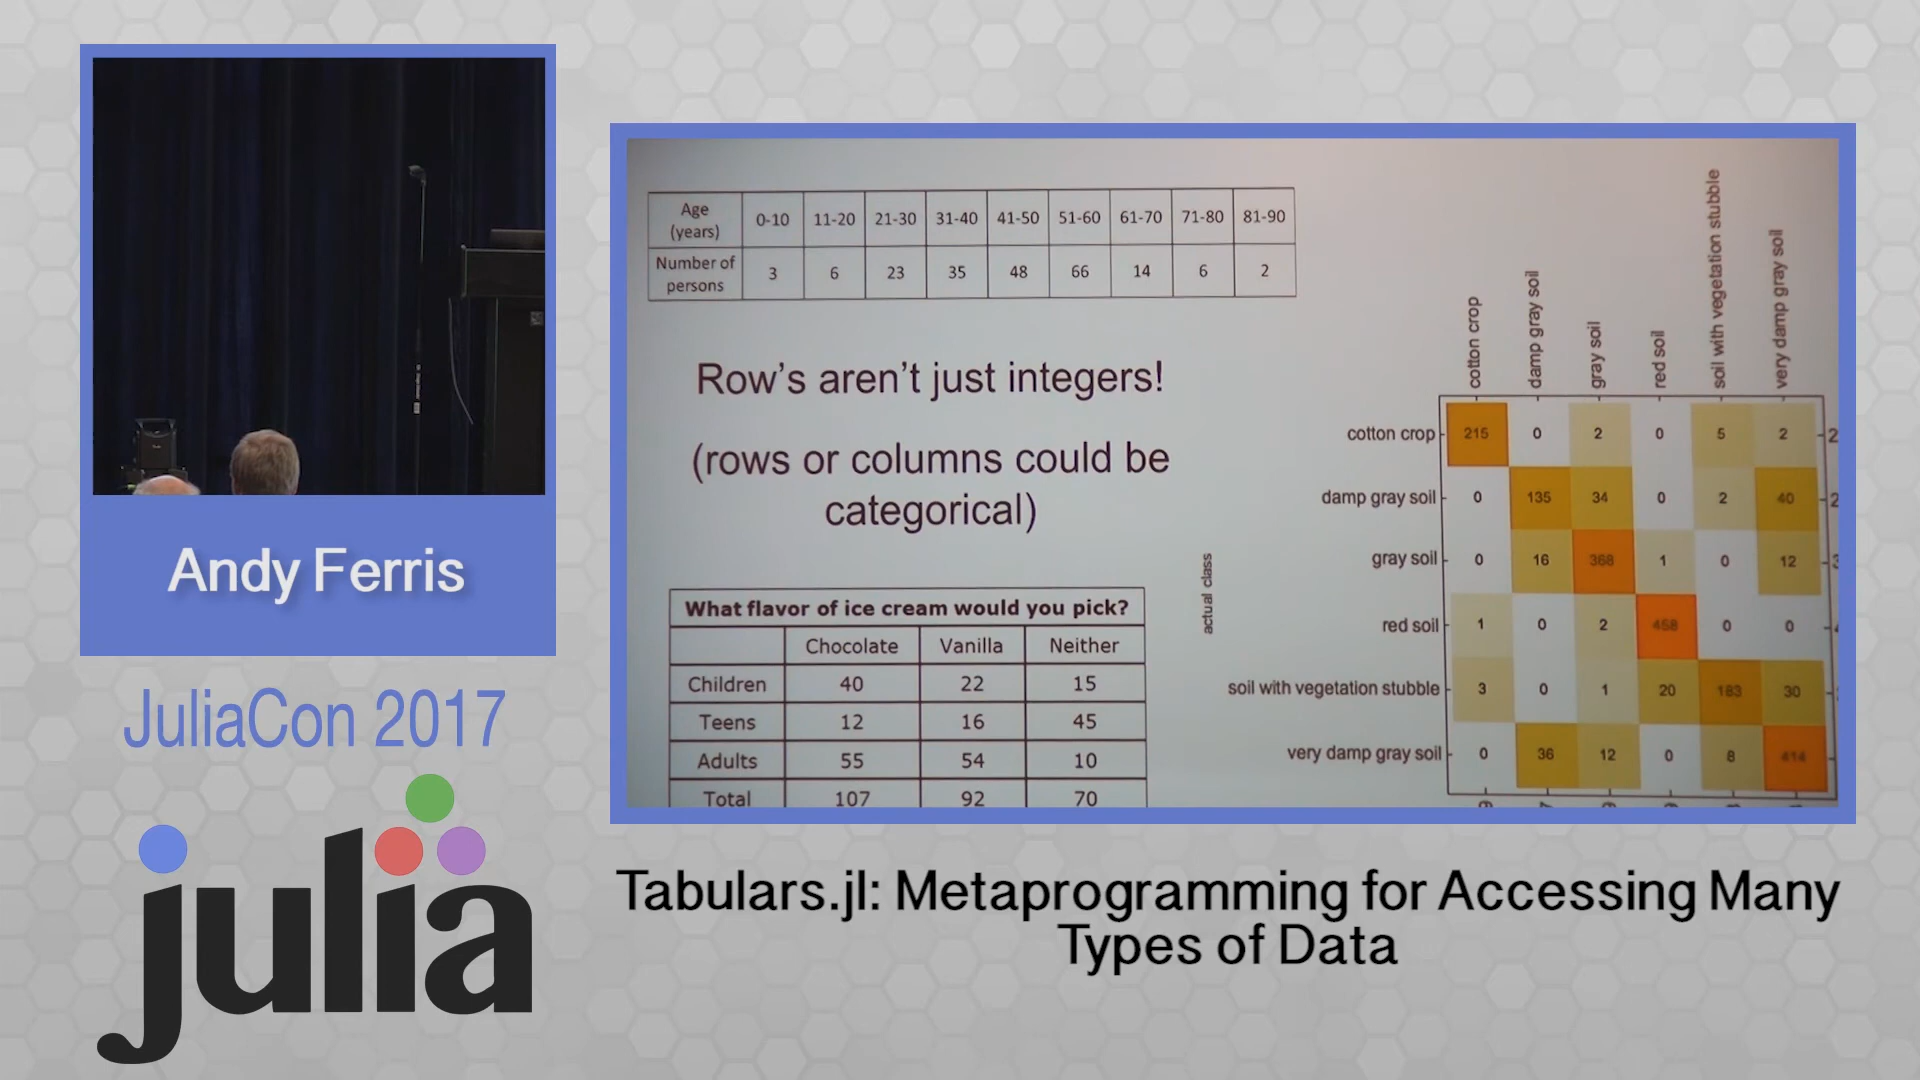 Andy Ferris
JuliaCon 2017
julia
Age (years) 0-10 11-20 21-30 31-40 41-50 51-60 61-70 71-80 81-90
Number of persons 3 6 23 35 48 66 14 6 2
Row's aren't just integers!
(rows or columns could be
categorical)
What flavor of ice cream would you pick?
Chocolate Vanilla Neither
Children 40 22 15
Teens 12 16 45
Adults 55 54 10
Total 107 92 70
cotton crop
damp gray soil
gray soil
red soil
soil with vegetation stubble
very damp gray soil
actual class
cotton crop 215 0 2 0 5 2
damp gray soil 0 135 34 0 2 40
gray soil 0 16 368 1 0 12
red soil 1 0 2 458 0 0
soil with vegetation stubble 3 0 1 20 183 30
very damp gray soil 0 36 12 0 8 414
Tabulars.jl: Metaprogramming for Accessing Many
Types of Data